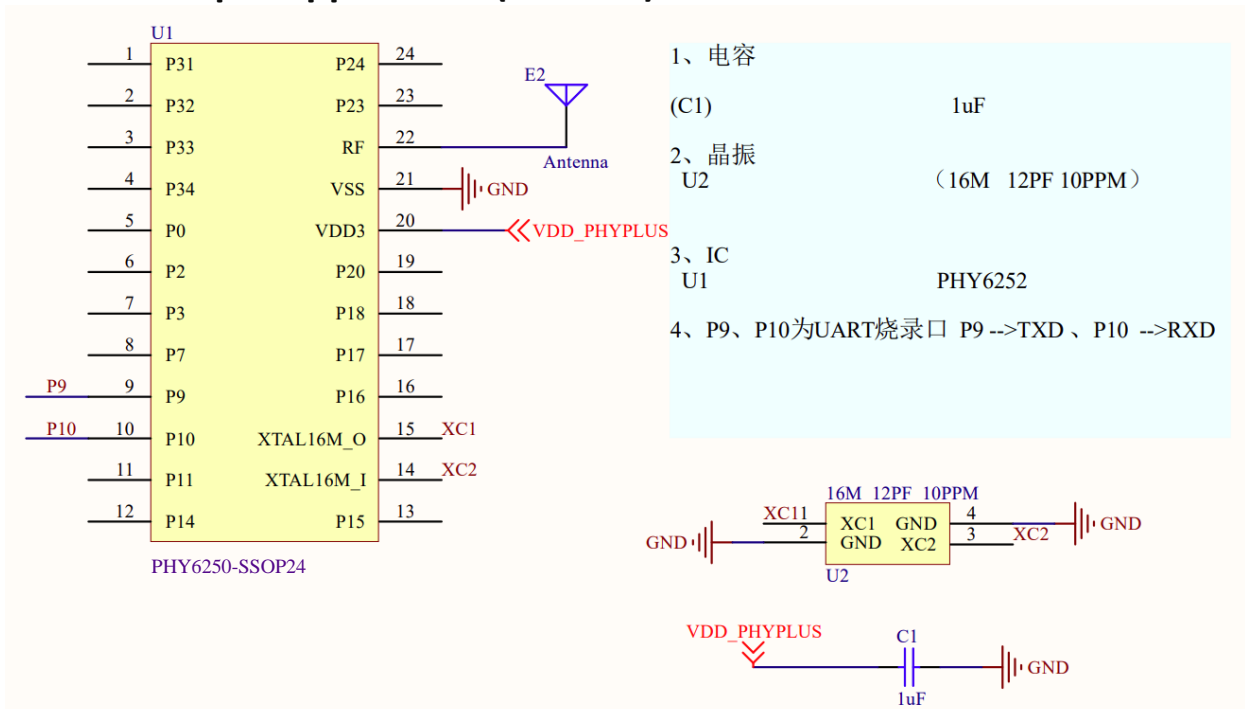 U1
1 P31 P24 24
2 P32 P23 23
3 P33 RF 22
4 P34 VSS 21 GND
5 P0 VDD3 20 VDD_PHYPLUS
6 P2 P20 19
7 P3 P18 18
8 P7 P17 17
P9 9 P9 P16 16
P10 10 P10 XTAL16M_O 15 XC1
11 P11 XTAL16M_I 14 XC2
12 P14 P15 13
PHY6250-SSOP24
E2
Antenna
1、电容
(C1) 1uF
2、晶振
U2 （16M 12PF 10PPM）
3、IC
U1 PHY6252
4、P9、P10为UART烧录口 P9 -->TXD 、P10 -->RXD
16M 12PF 10PPM
XC1 1 XC1 GND 4 GND
GND 2 GND XC2 3 XC2
U2
VDD_PHYPLUS
C1
GND
1uF